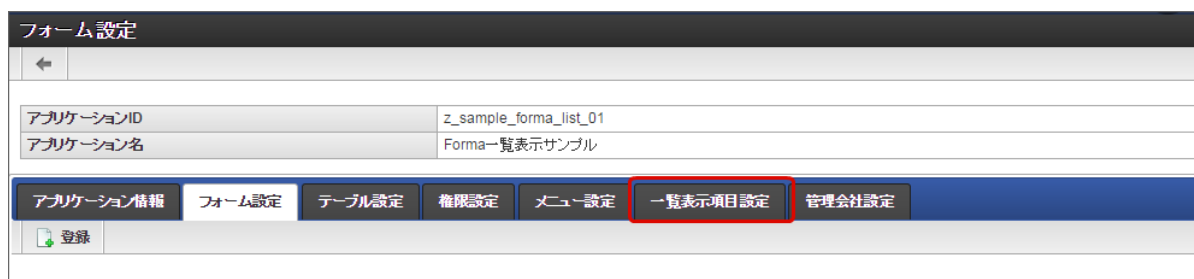 フォーム設定
アプリケーションID z_sample_forma_list_01
アプリケーション名 Forma一覧表示サンプル
アプリケーション情報 フォーム設定 テーブル設定 権限設定 メニュー設定 一覧表示項目設定 管理会社設定
登録